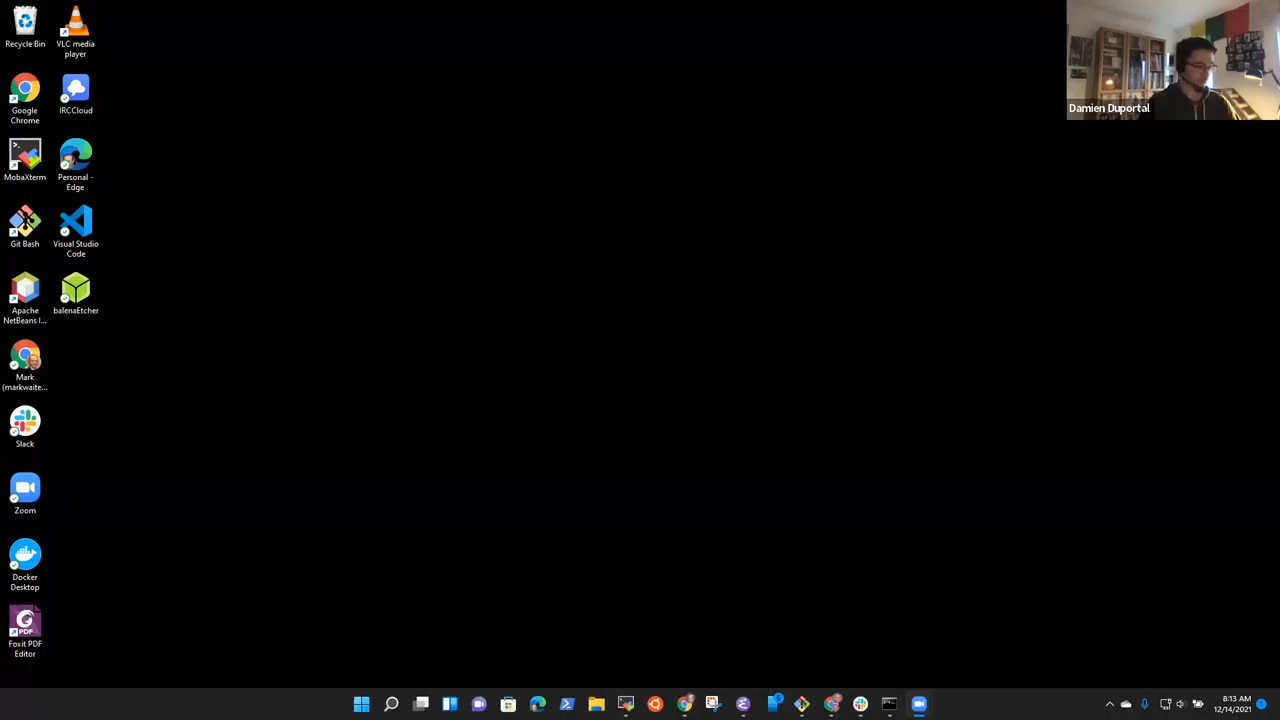 Recycle Bin
VLC media
player
Google
Chrome
IRCCloud
MobaXterm
Personal -
Edge
Git Bash
Visual Studio
Code
Apache
NetBeans I...
balenaEtcher
Mark
(markwaite...
Slack
Zoom
Docker
Desktop
PDF
Foxit PDF
Editor
Damien Duportal
8:13 AM
12/14/2021